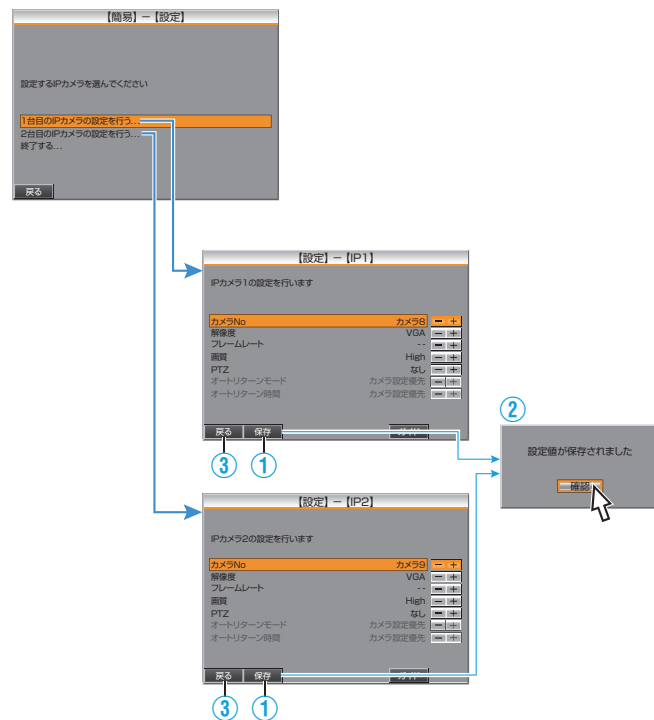 【簡易】－【設定】
設定するIPカメラを選んでください
1台目のIPカメラの設定を行う...
2台目のIPカメラの設定を行う...
終了する...
戻る
【設定】－【IP1】
IPカメラ1の設定を行います
カメラNo カメラ8 － ＋
解像度 VGA － ＋
フレームレート -- － ＋
画質 High － ＋
PTZ なし － ＋
オートリターンモード カメラ設定優先 － ＋
オートリターン時間 カメラ設定優先 － ＋
戻る 保存
③ ①
②
設定値が保存されました
確認
【設定】－【IP2】
IPカメラ2の設定を行います
カメラNo カメラ9 － ＋
解像度 VGA － ＋
フレームレート -- － ＋
画質 High － ＋
PTZ なし － ＋
オートリターンモード カメラ設定優先 － ＋
オートリターン時間 カメラ設定優先 － ＋
戻る 保存
③ ①